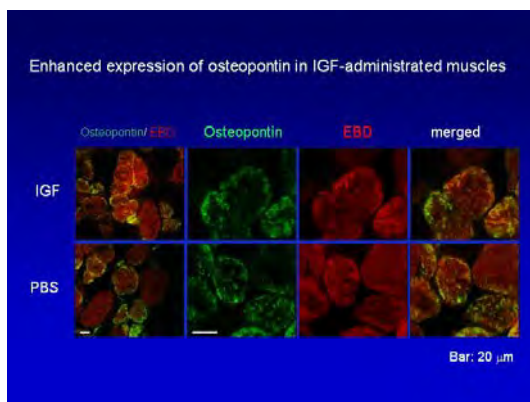 Enhanced expression of osteopontin in IGF-administrated muscles
Osteopontin/ EBD Osteopontin EBD merged
IGF
PBS
Bar: 20 μm